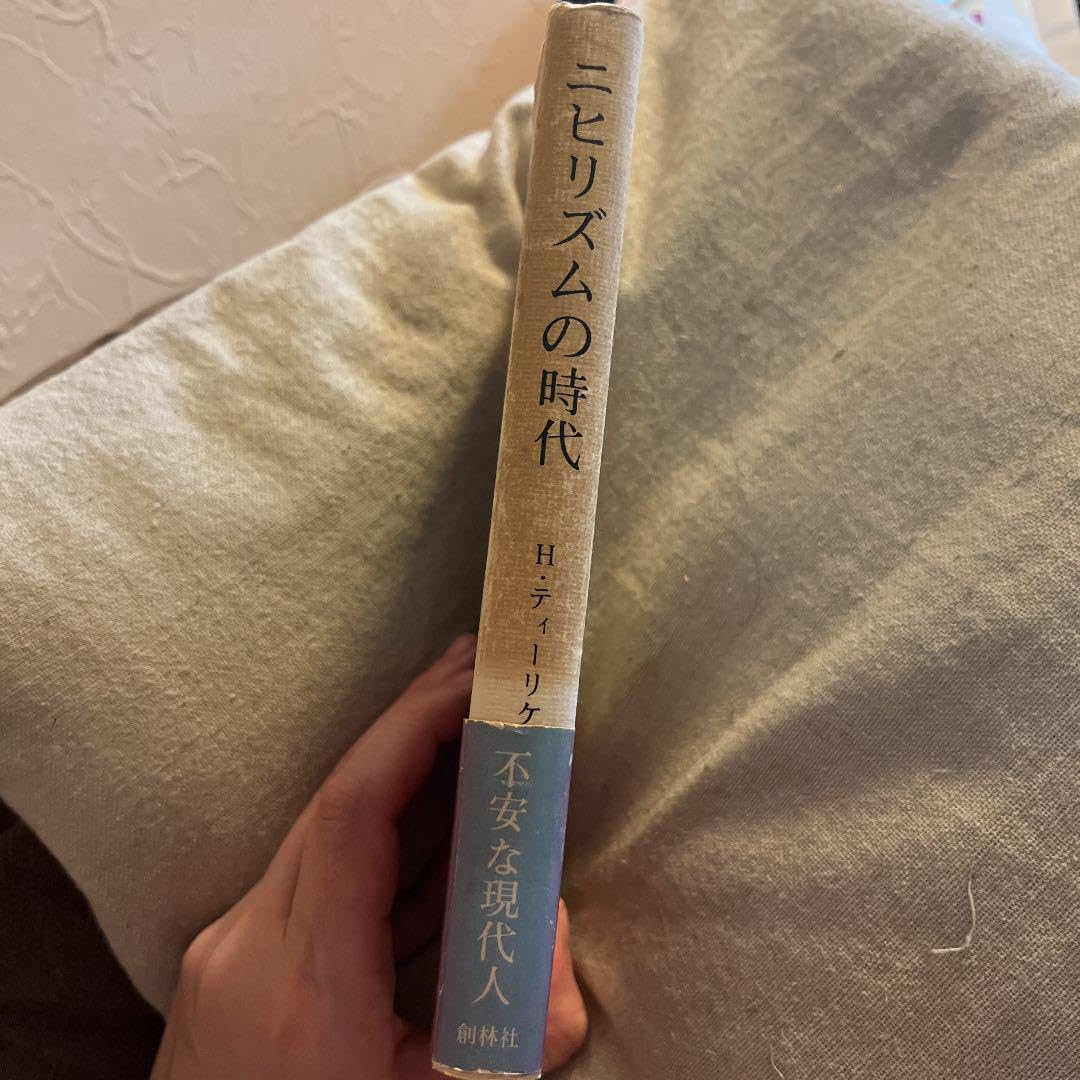 ニヒリズムの時代
H・ティーリケ
不安な現代人
創林社